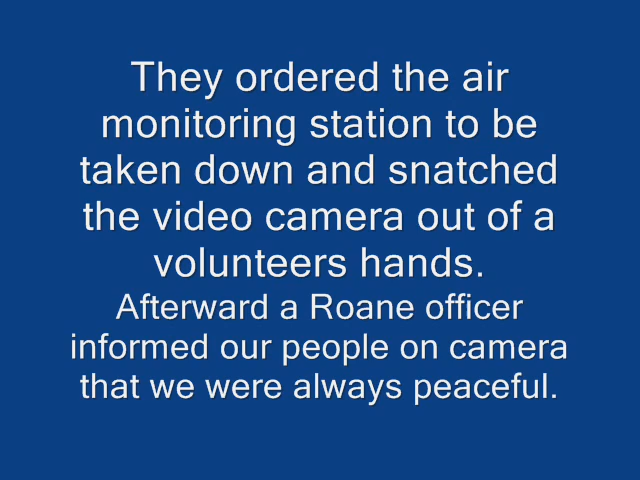 They ordered the air
monitoring station to be
taken down and snatched
the video camera out of a
volunteers hands.
Afterward a Roane officer
informed our people on camera
that we were always peaceful.